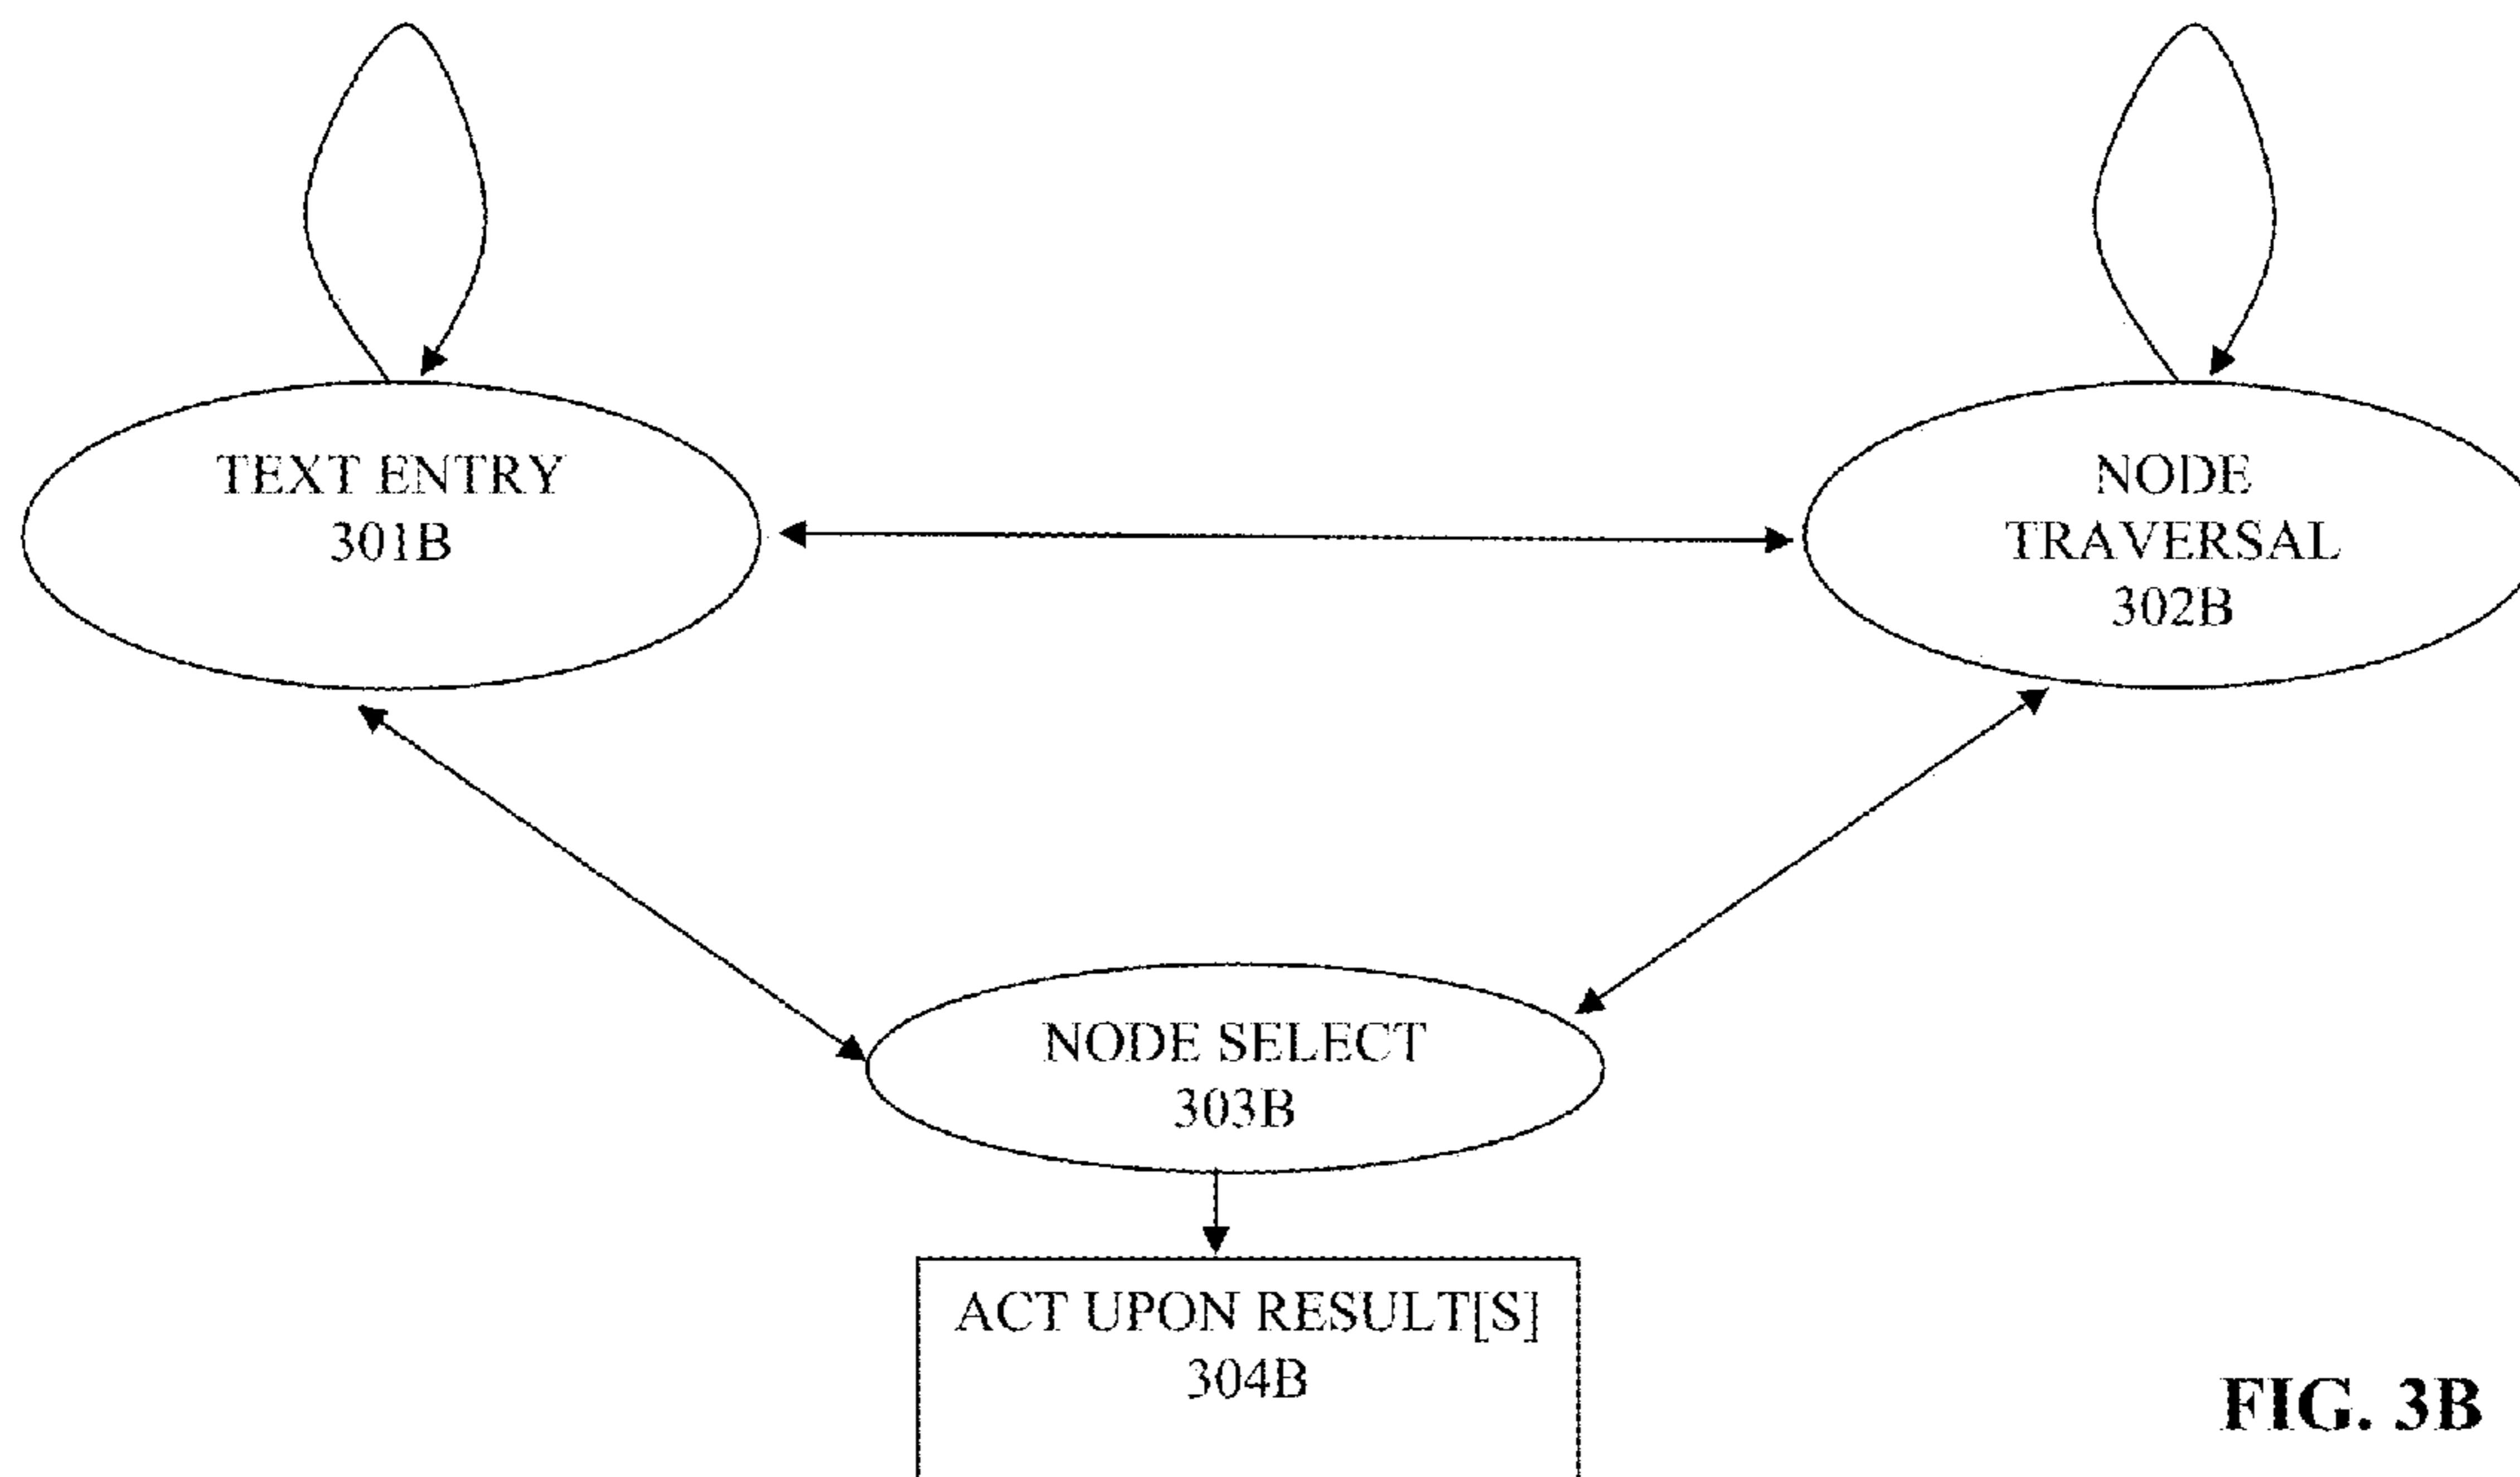 TEXT ENTRY
301B
NODE
TRAVERSAL
302B
NODE SELECT
303B
ACT UPON RESULT[S]
304B
FIG. 3B